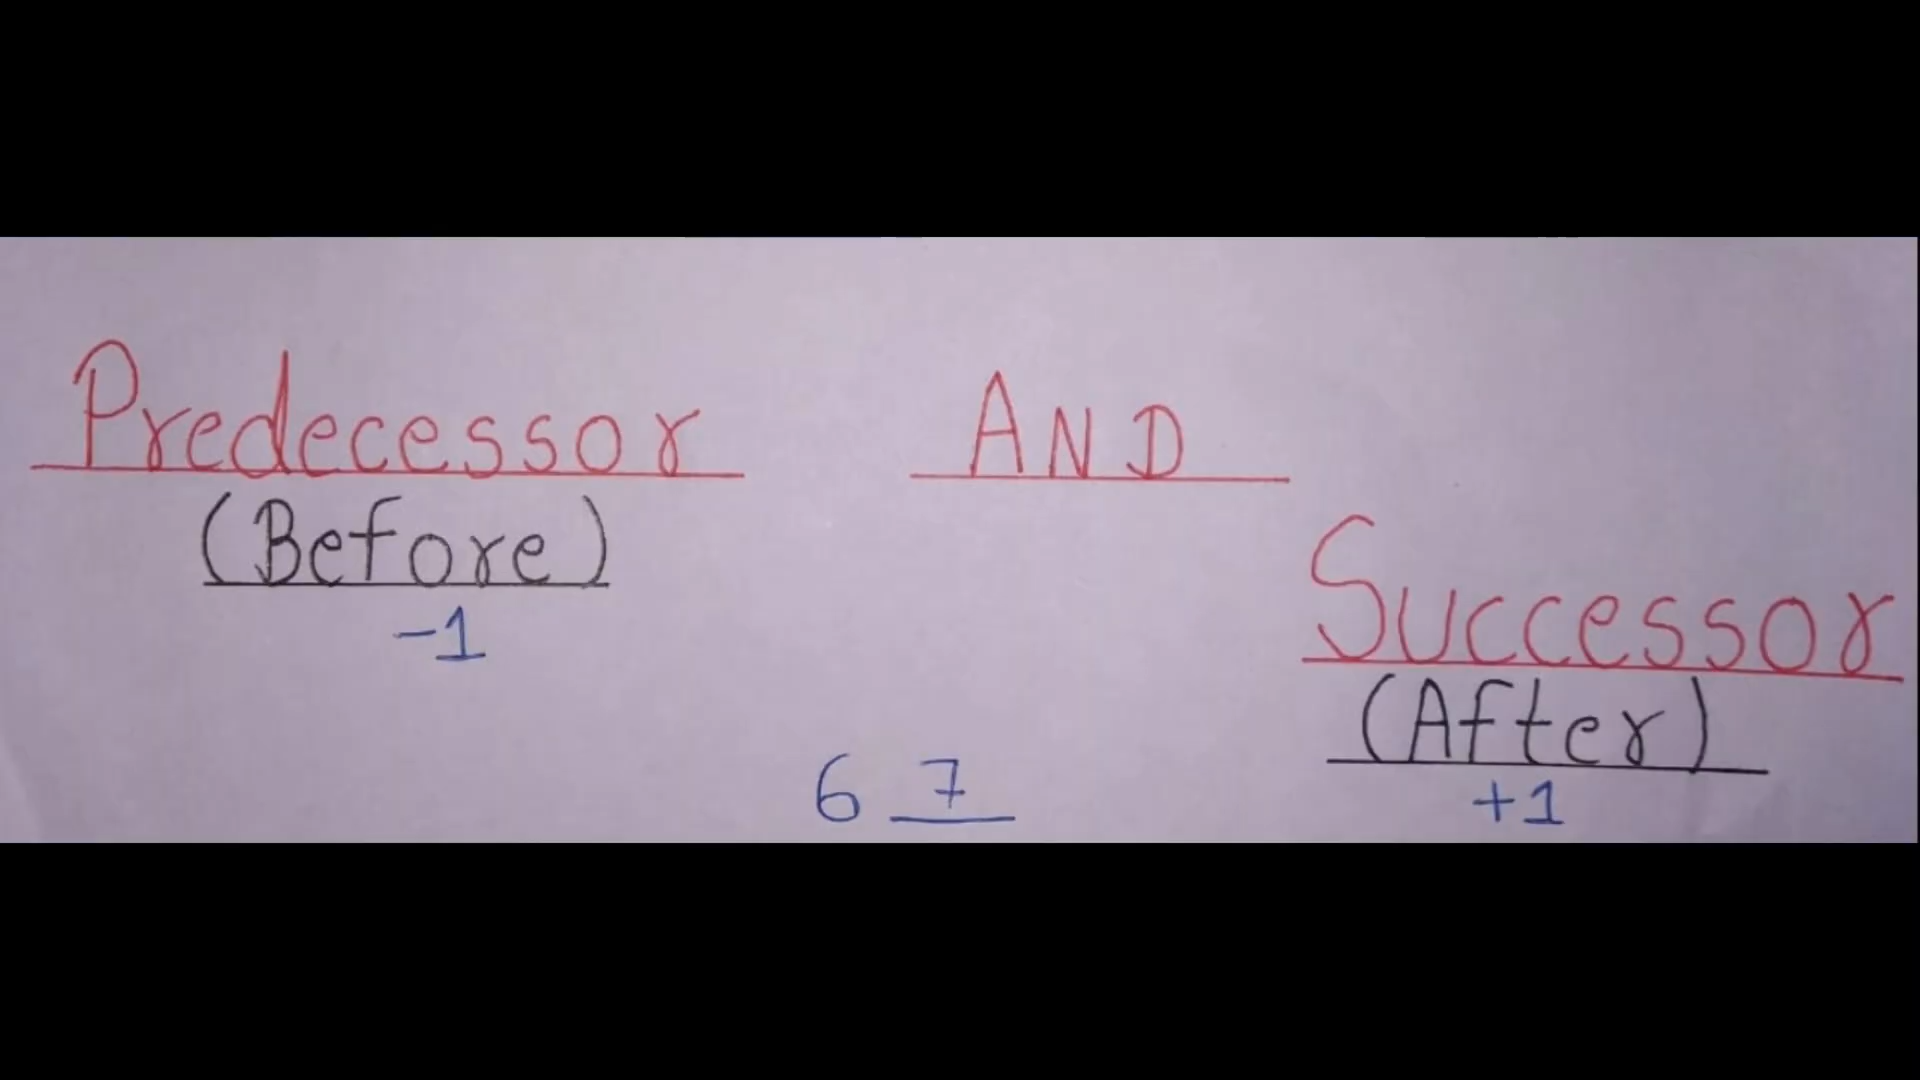 Predecessor AND
(Before)
-1
Successor
(After)
+1
6 7